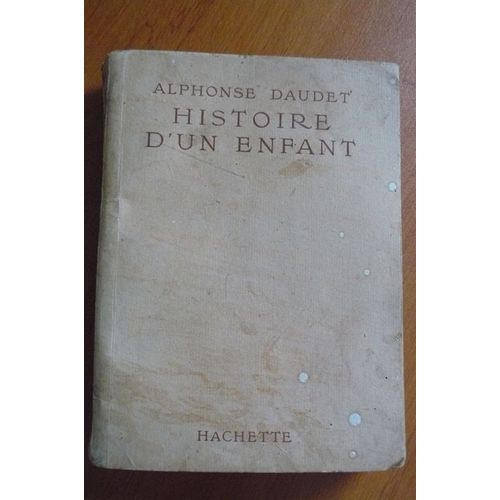 ALPHONSE DAUDET
HISTOIRE
D'UN ENFANT
HACHETTE